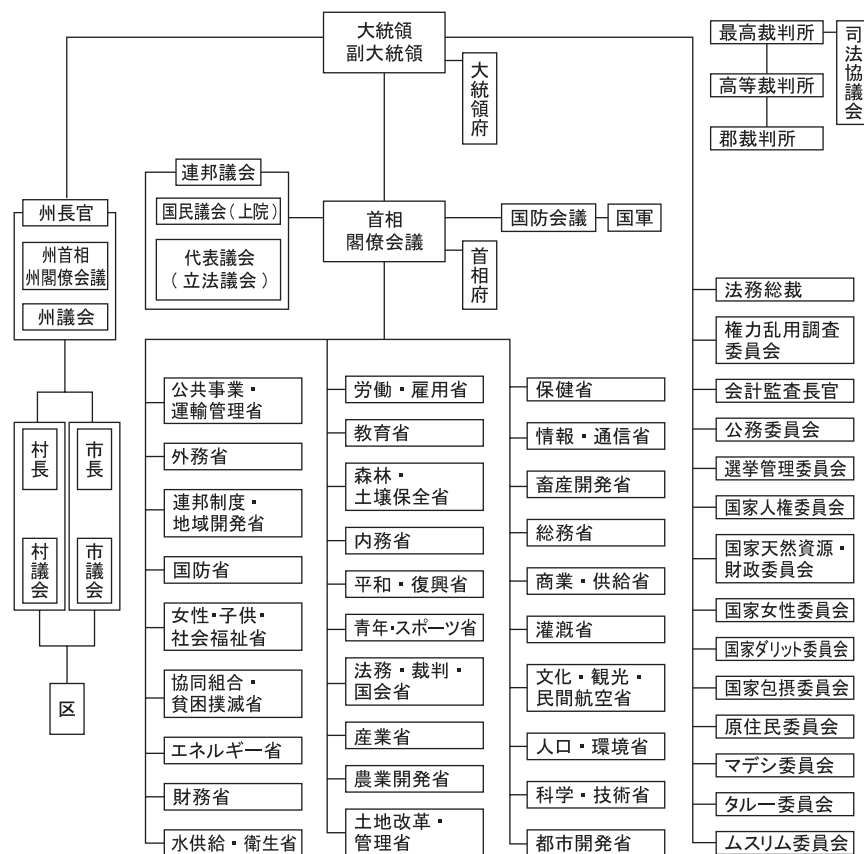 大統領
副大統領
大統領府
最高裁判所
高等裁判所
郡裁判所
司法協議会
連邦議会
国民議会(上院)
代表議会
(立法議会)
首相
閣僚会議
首相府
国防会議
国軍
州長官
州首相
州閣僚会議
州議会
村長
市長
村議会
市議会
区
公共事業・
運輸管理省
外務省
連邦制度・
地域開発省
国防省
女性・子供・
社会福祉省
協同組合・
貧困撲滅省
エネルギー省
財務省
水供給・衛生省
労働・雇用省
教育省
森林・
土壌保全省
内務省
平和・復興省
青年・スポーツ省
法務・裁判・
国会省
産業省
農業開発省
土地改革・
管理省
保健省
情報・通信省
畜産開発省
総務省
商業・供給省
灌漑省
文化・観光・
民間航空省
人口・環境省
科学・技術省
都市開発省
法務総裁
権力乱用調査
委員会
会計監査長官
公務委員会
選挙管理委員会
国家人権委員会
国家天然資源・
財政委員会
国家女性委員会
国家ダリット委員会
国家包摂委員会
原住民委員会
マデシ委員会
タルー委員会
ムスリム委員会